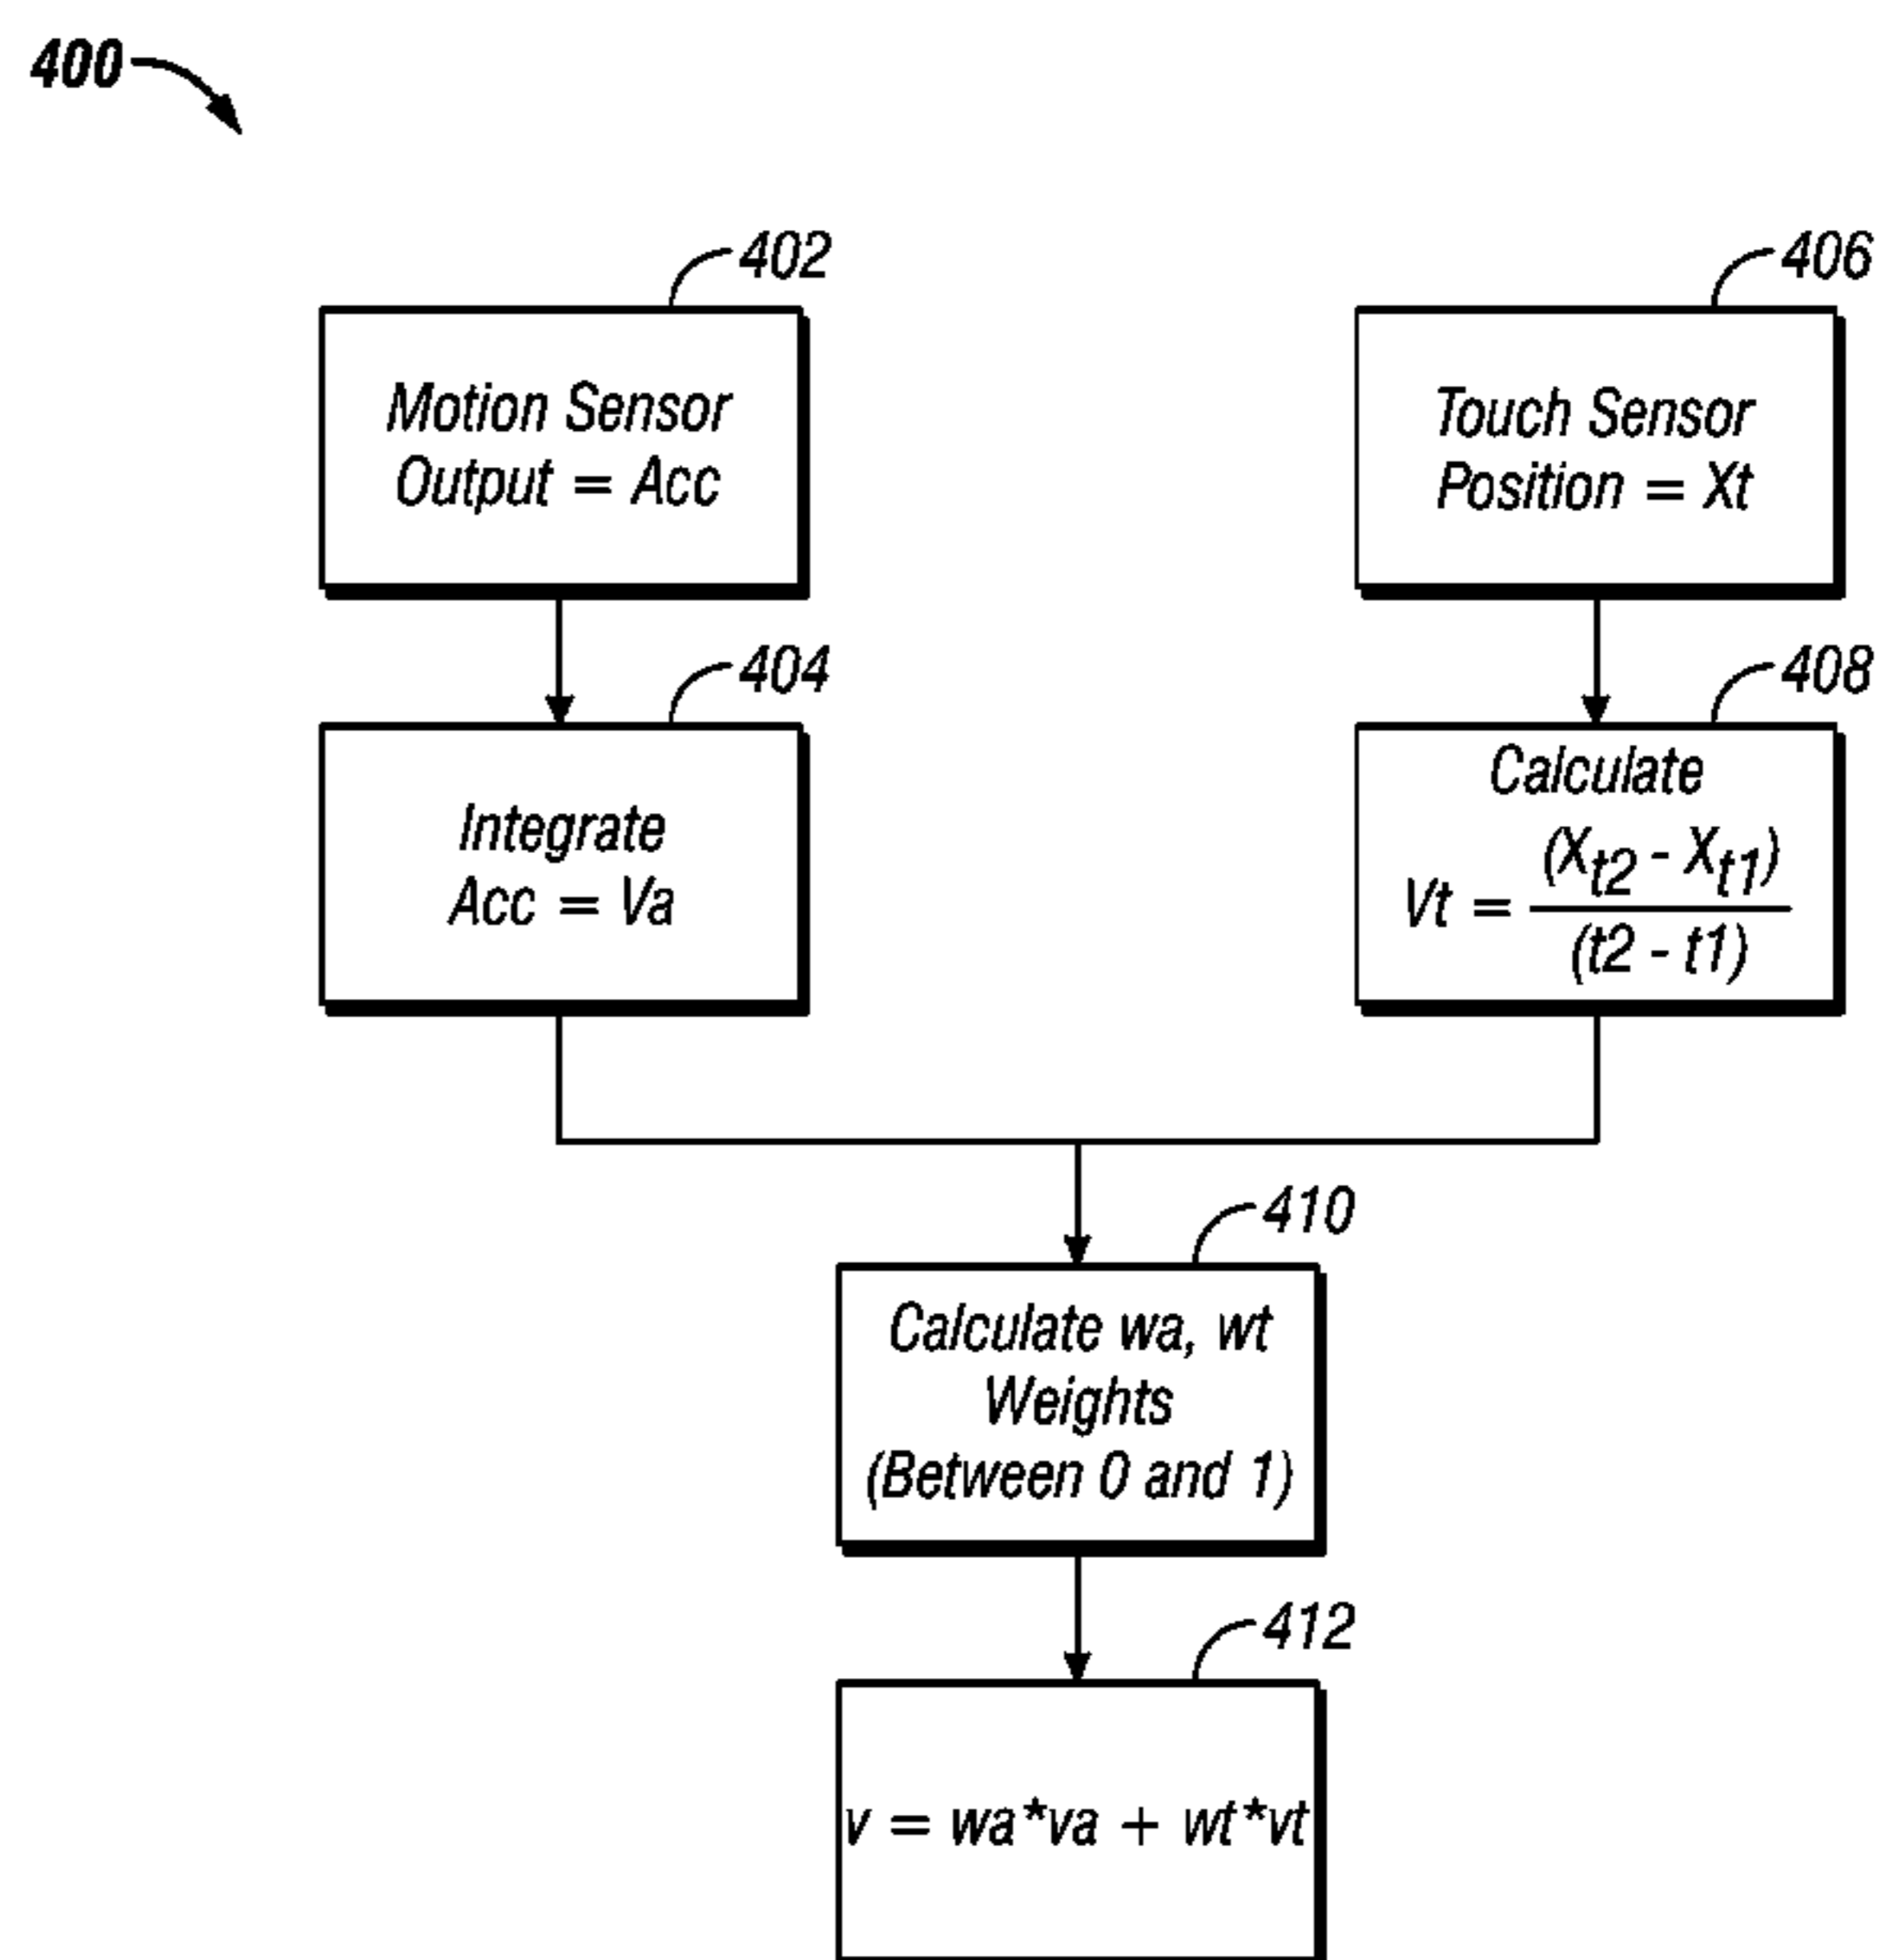 400
402
Motion Sensor
Output = Acc
404
Integrate
Acc = Va
406
Touch Sensor
Position = Xt
408
Calculate
Vt = (Xt2 - Xt1)
(t2 - t1)
410
Calculate wa, wt
Weights
(Between 0 and 1)
412
v = wa*va + wt*vt